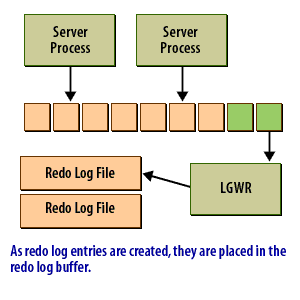 Server
Process
Server
Process
Redo Log File
LGWR
Redo Log File
As redo log entries are created, they are placed in the
redo log buffer.